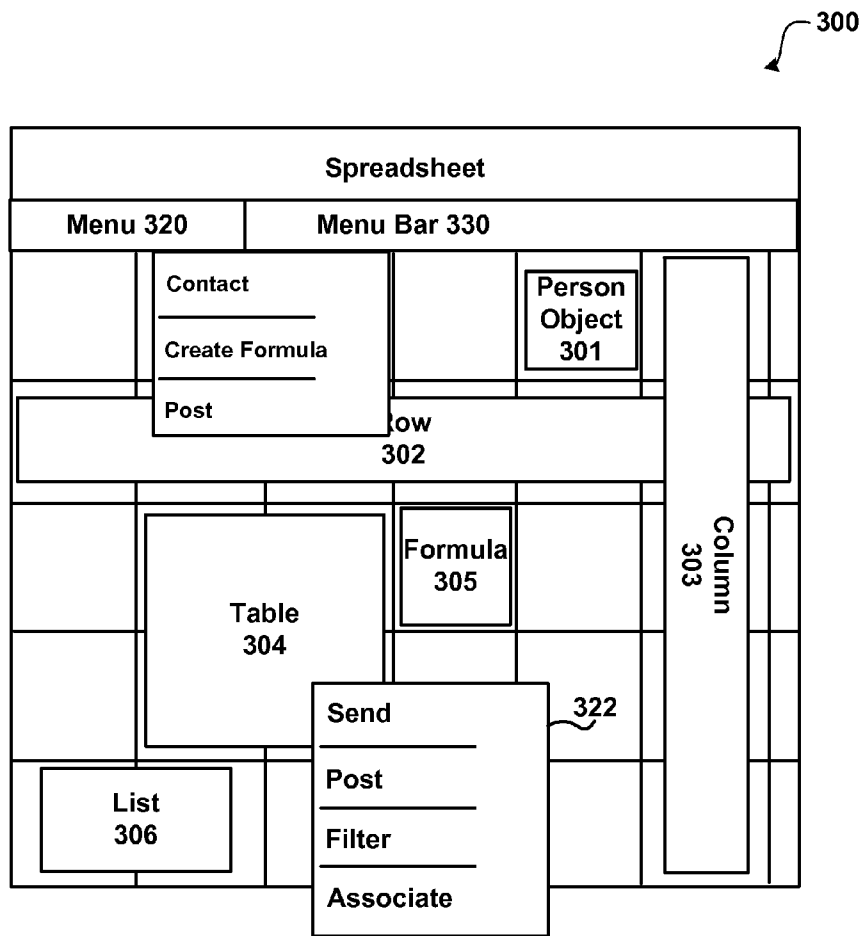 300
Spreadsheet
Menu 320
Menu Bar 330
Contact
Create Formula
Post
Person
Object
301
Row
302
Column
303
Formula
305
Table
304
Send
322
Post
Filter
Associate
List
306